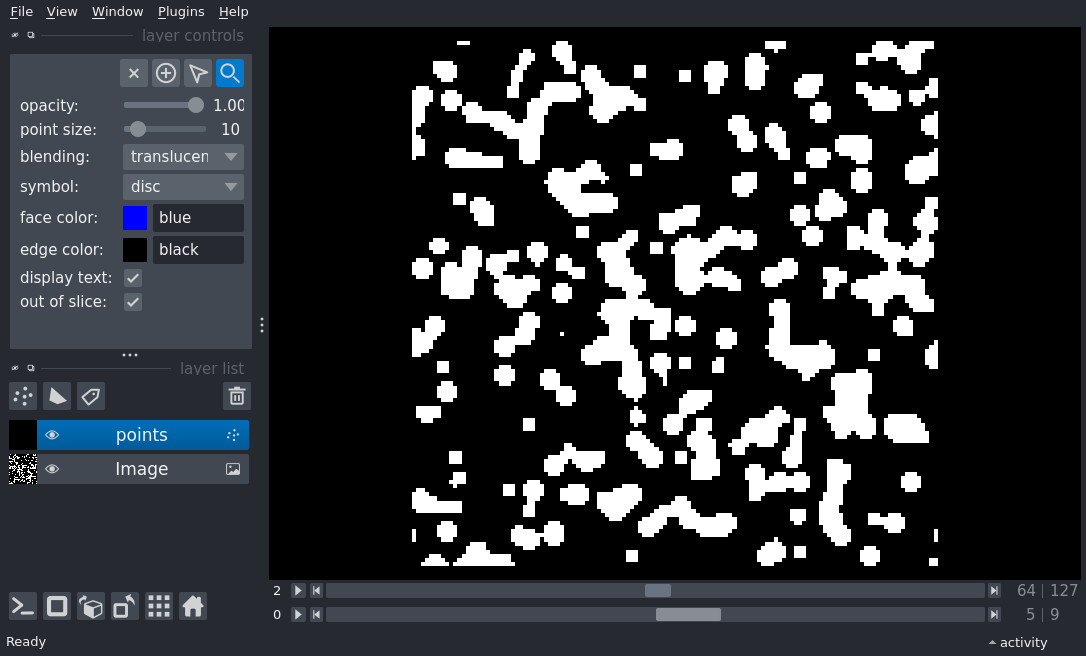 File View Window Plugins Help
layer controls
opacity: 1.00
point size: 10
blending: translucen
symbol: disc
face color: blue
edge color: black
display text:
out of slice:
layer list
points
Image
2 64 127
0 5 9
Ready activity